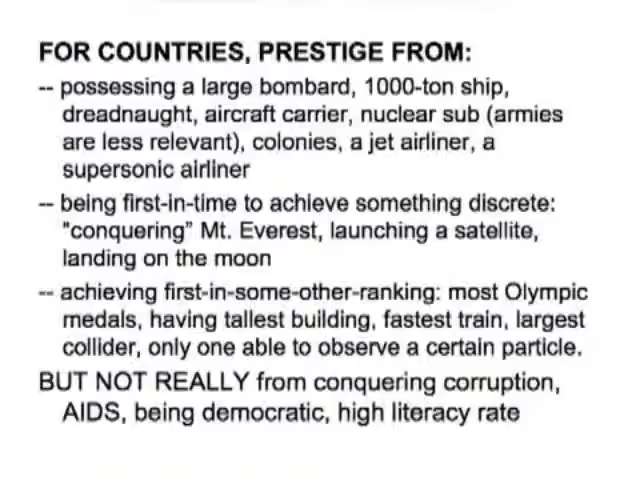 FOR COUNTRIES, PRESTIGE FROM:
-- possessing a large bombard, 1000-ton ship,
dreadnaught, aircraft carrier, nuclear sub (armies
are less relevant), colonies, a jet airliner, a
supersonic airliner
-- being first-in-time to achieve something discrete:
"conquering” Mt. Everest, launching a satellite,
landing on the moon
-- achieving first-in-some-other-ranking: most Olympic
medals, having tallest building, fastest train, largest
collider, only one able to observe a certain particle.
BUT NOT REALLY from conquering corruption,
AIDS, being democratic, high literacy rate